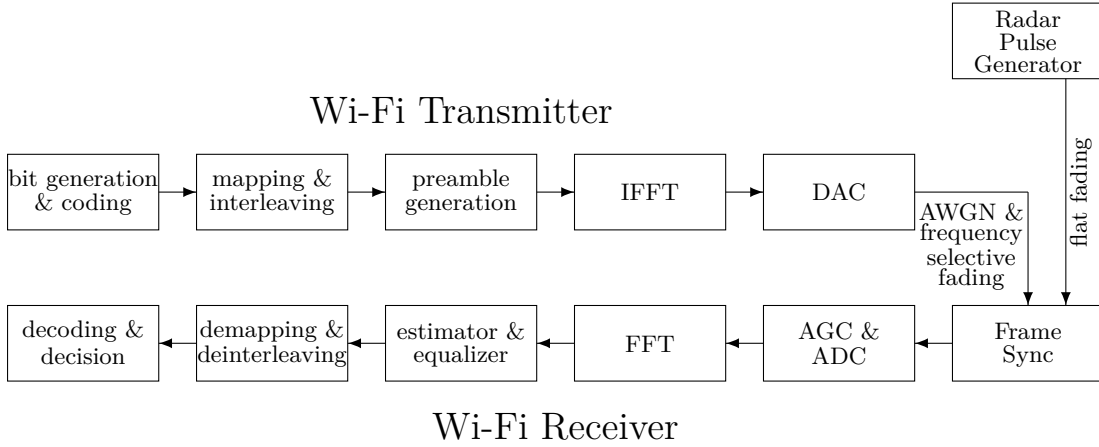 Radar
Pulse
Generator
Wi-Fi Transmitter
bit generation
& coding
mapping &
interleaving
preamble
generation
IFFT
DAC
AWGN &
frequency
selective
fading
flat fading
decoding &
decision
demapping &
deinterleaving
estimator &
equalizer
FFT
AGC &
ADC
Frame
Sync
Wi-Fi Receiver